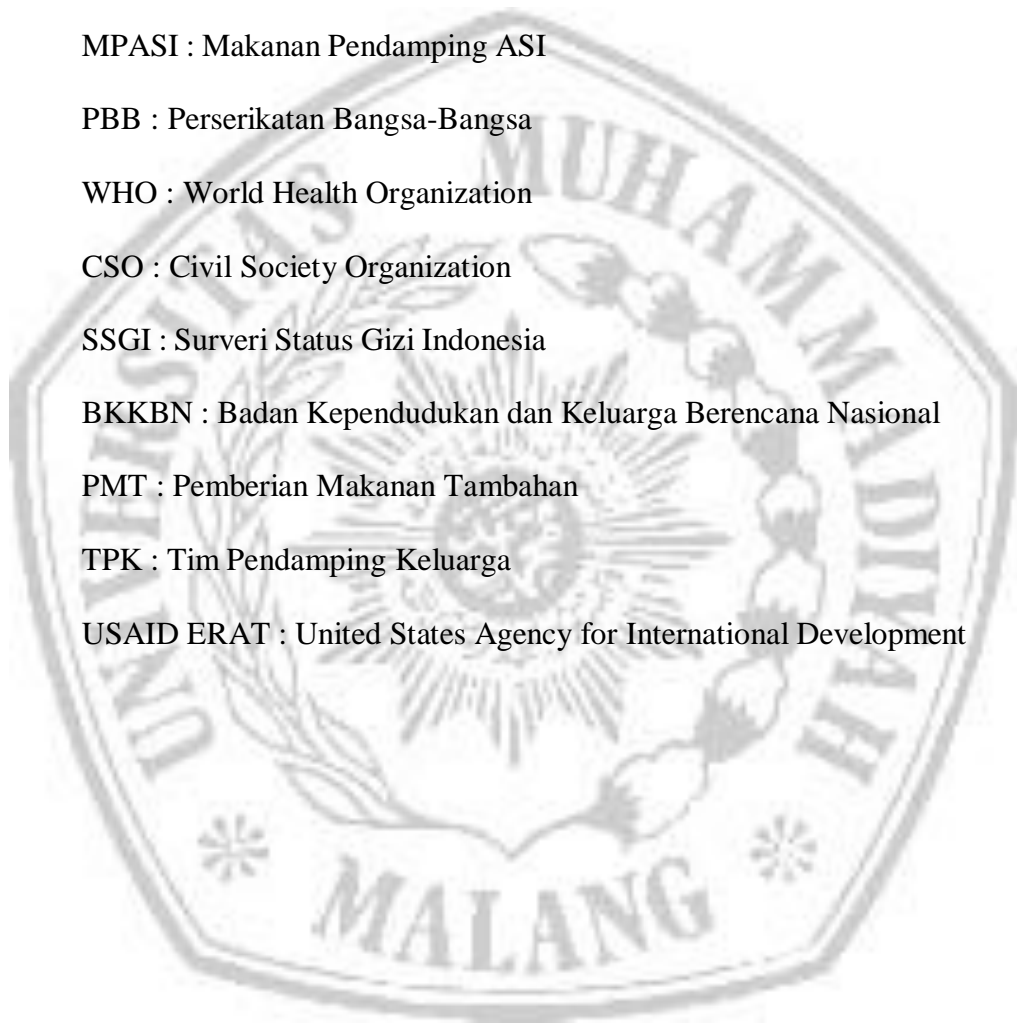 MPASI : Makanan Pendamping ASI
PBB : Perserikatan Bangsa-Bangsa
WHO : World Health Organization
CSO : Civil Society Organization
SSGI : Surveri Status Gizi Indonesia
BKKBN : Badan Kependudukan dan Keluarga Berencana Nasional
PMT : Pemberian Makanan Tambahan
TPK : Tim Pendamping Keluarga
USAID ERAT : United States Agency for International Development
UNIVERSITAS MUHAMMADIYAH
MALANG